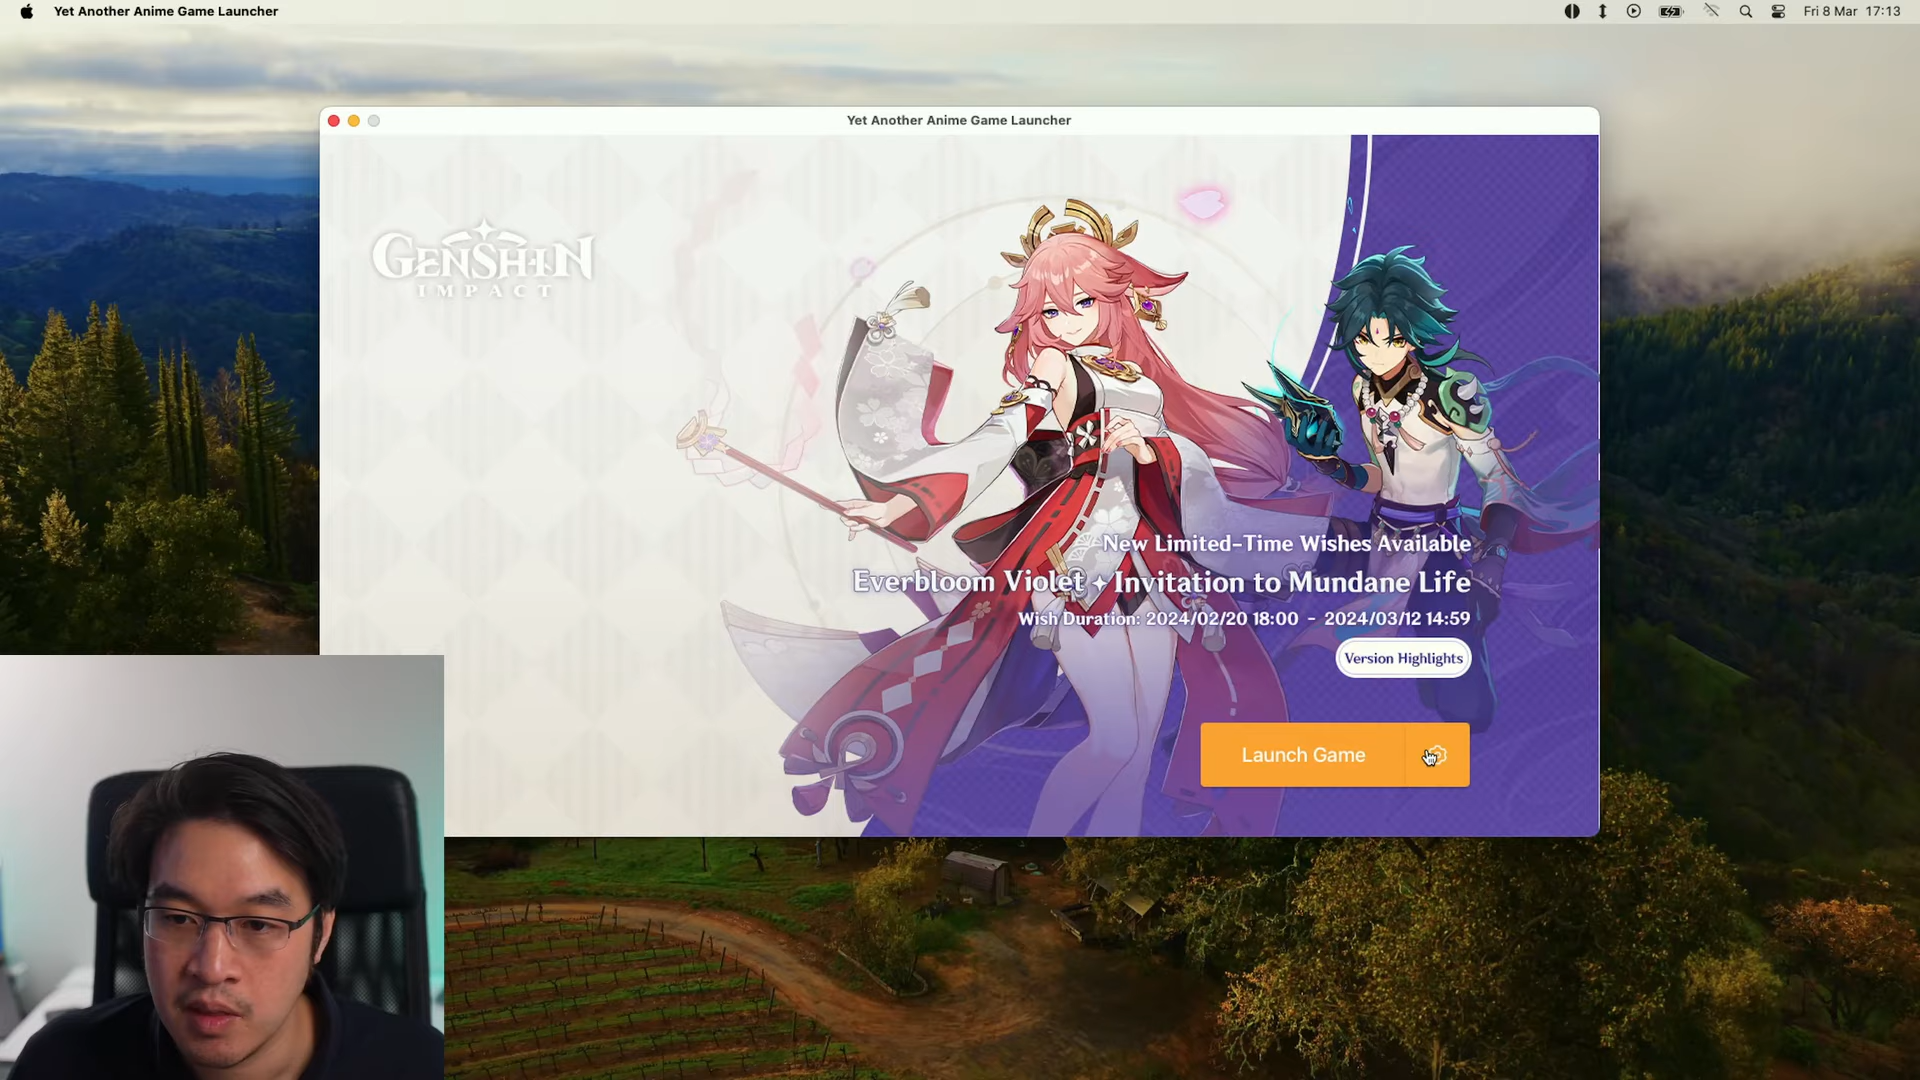 Yet Another Anime Game Launcher
Fri 8 Mar 17:13
Yet Another Anime Game Launcher
GENSHIN
IMPACT
New Limited-Time Wishes Available
Everbloom Violet ✦ Invitation to Mundane Life
Wish Duration: 2024/02/20 18:00 - 2024/03/12 14:59
Version Highlights
Launch Game